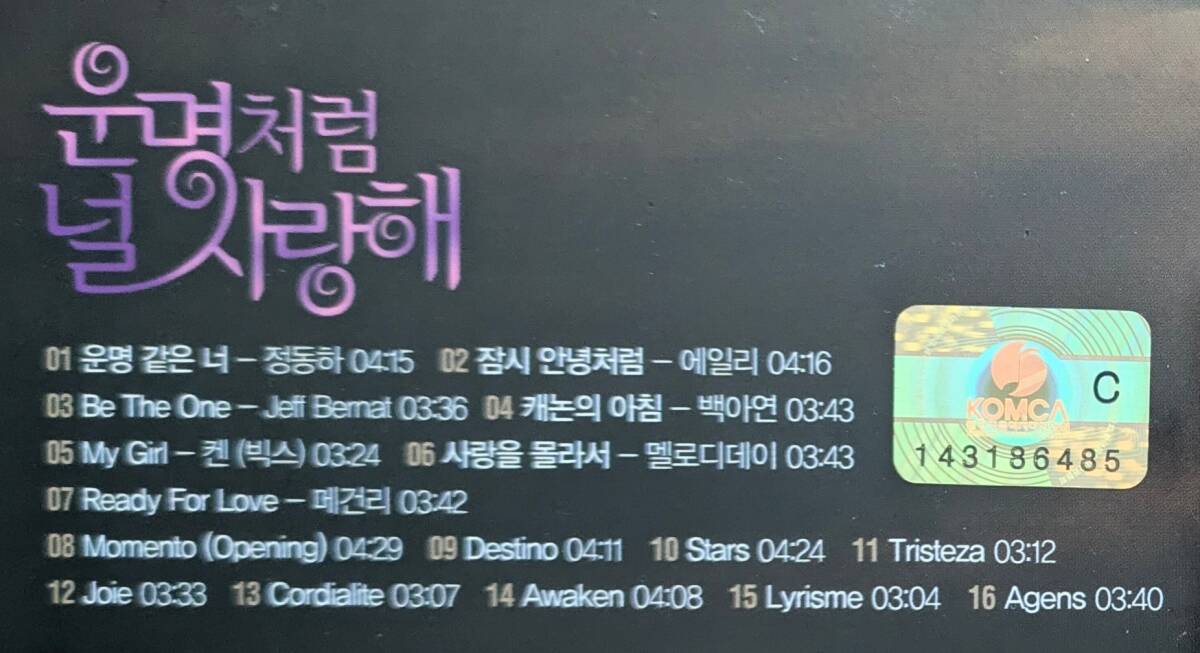 운명처럼
널 사랑해
01 운명 같은 너 – 정동하 04:15 02 잠시 안녕처럼 – 에일리 04:16
03 Be The One – Jeff Bernat 03:36 04 캐논의 아침 – 백아연 03:43
05 My Girl – 켄 (빅스) 03:24 06 사랑을 몰라서 – 멜로디데이 03:43
07 Ready For Love – 메건리 03:42
08 Momento (Opening) 04:29 09 Destino 04:11 10 Stars 04:24 11 Tristeza 03:12
12 Joie 03:33 13 Cordialite 03:07 14 Awaken 04:08 15 Lyrisme 03:04 16 Agens 03:40
C
KOMCA
143186485